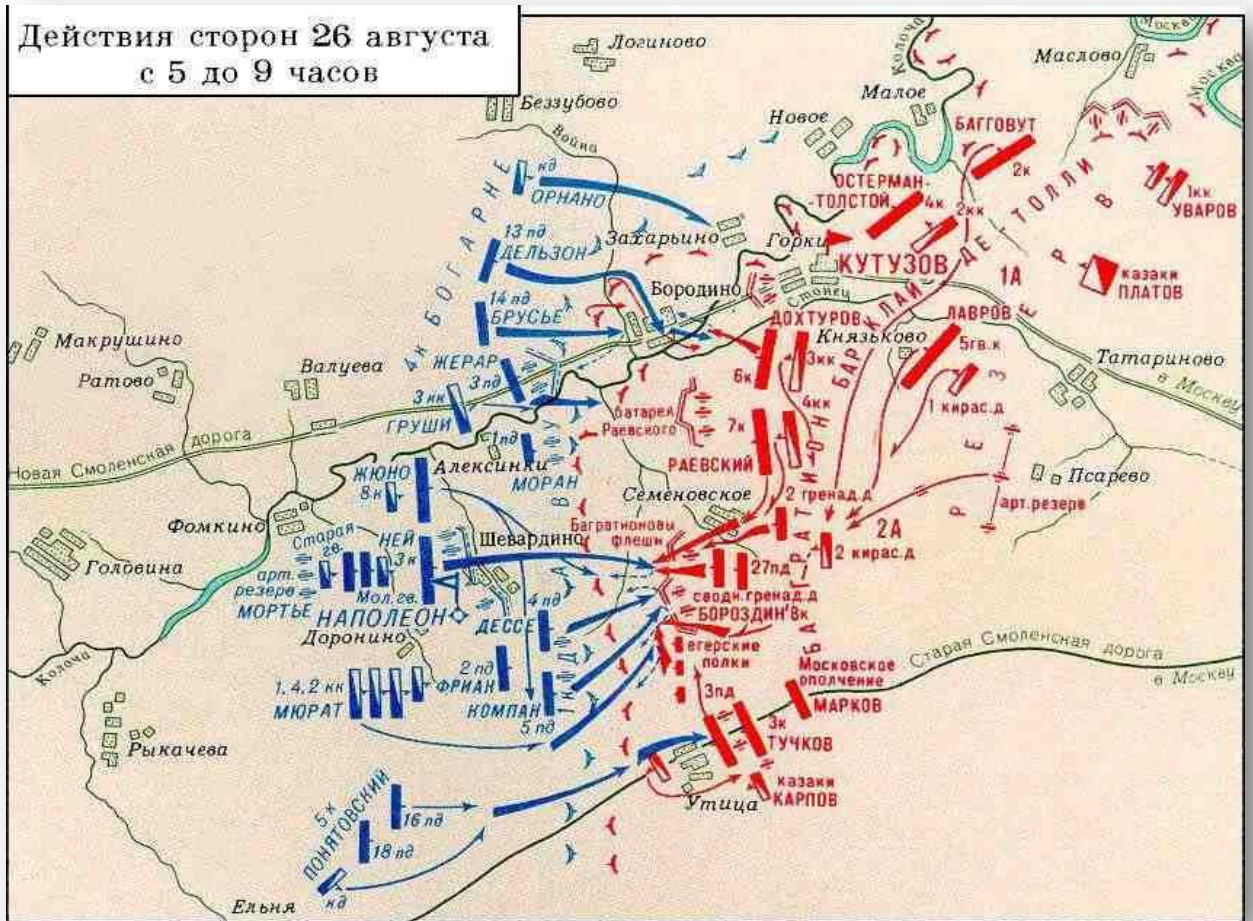 Действия сторон 26 августа
с 5 до 9 часов
Логиново
Беззубово
Война
Колоча
Малое
Новое
Маслово
Москва
Москва
БАГГОВУТ
2к
ОСТЕРМАН-
-ТОЛСТОЙ
4к
2кк
1кк
УВАРОВ
кд
ОРНАНО
Захарьино
Горки
КУТУЗОВ
БАРКЛАЙ ДЕ ТОЛЛИ
1А
РЕЗЕРВ
казаки
ПЛАТОВ
13 пд
ДЕЛЬЗОН
4к БОГАРНЕ
Бородино
Стонец
14 пд
БРУСЬЕ
ДОХТУРОВ
Князьково
ЛАВРОВ
5гв.к
Макрушино
Ратово
Валуева
ЖЕРАР
3 пд
6к
3кк
1 кирас.д
Татариново
в Москву
3 кк
ГРУШИ
батарея
Раевского
4кк
7к
РАЕВСКИЙ
Новая Смоленская дорога
1пд
МОРАН
Алексинки
ЖЮНО
8к
Семёновское
2 гренад.д
Псарево
арт.резерв
Фомкино
Старая
гв.
НЕЙ
3к
Шевардино
Багратионовы
флеши
2А
2 кирас.д
БАГРАТИОН
Головина
арт.
резерв
МОРТЬЕ
Мол.гв.
НАПОЛЕОН
27пд
сводн.гренад.д
БОРОЗДИН 8к
4 пд
ДЕССЕ
Доронино
егерские
полки
Старая Смоленская дорога
в Москву
Колоча
2 пд
ФРИАН
1к ДАВУ
1.4.2 кк
МЮРАТ
КОМПАН
5 пд
3пд
Московское
ополчение
МАРКОВ
3к
ТУЧКОВ
Рыкачева
казаки
КАРПОВ
Утица
5к
ПОНЯТОВСКИЙ
16 пд
18 пд
кд
Ельня